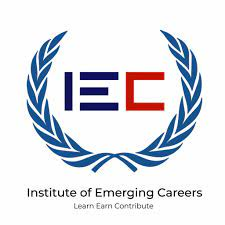 IEC
Institute of Emerging Careers
Learn Earn Contribute